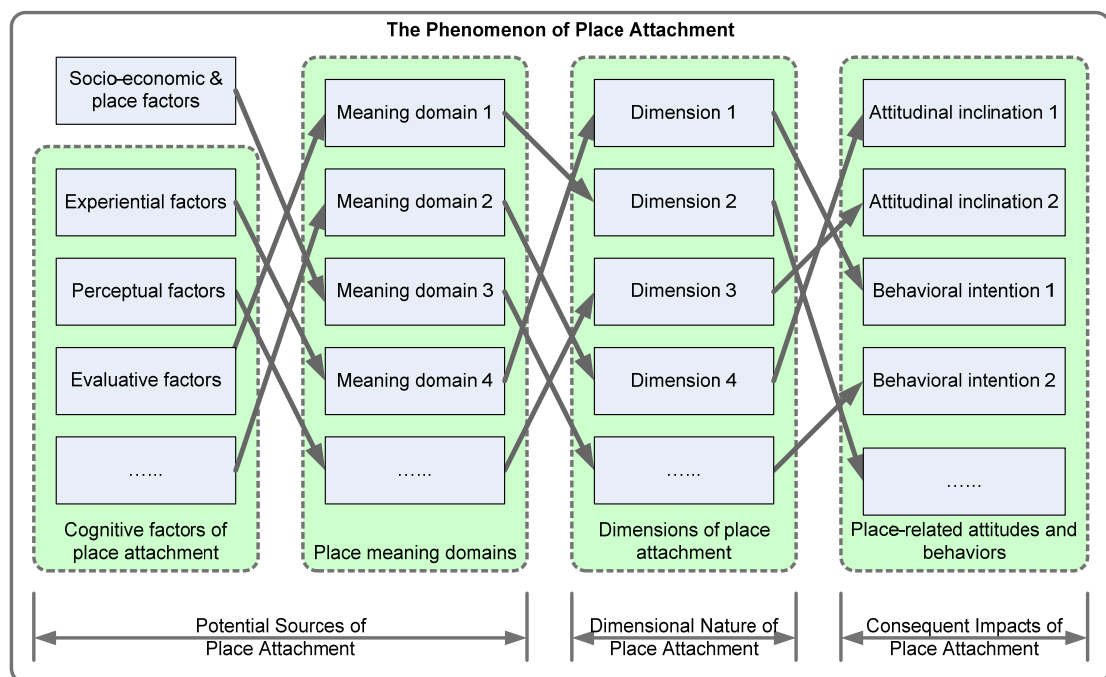 The Phenomenon of Place Attachment
Socio-economic &
place factors
Experiential factors
Perceptual factors
Evaluative factors
……
Cognitive factors of
place attachment
Meaning domain 1
Meaning domain 2
Meaning domain 3
Meaning domain 4
……
Place meaning domains
Dimension 1
Dimension 2
Dimension 3
Dimension 4
……
Dimensions of place
attachment
Attitudinal inclination 1
Attitudinal inclination 2
Behavioral intention 1
Behavioral intention 2
……
Place-related attitudes and
behaviors
Potential Sources of
Place Attachment
Dimensional Nature of
Place Attachment
Consequent Impacts of
Place Attachment